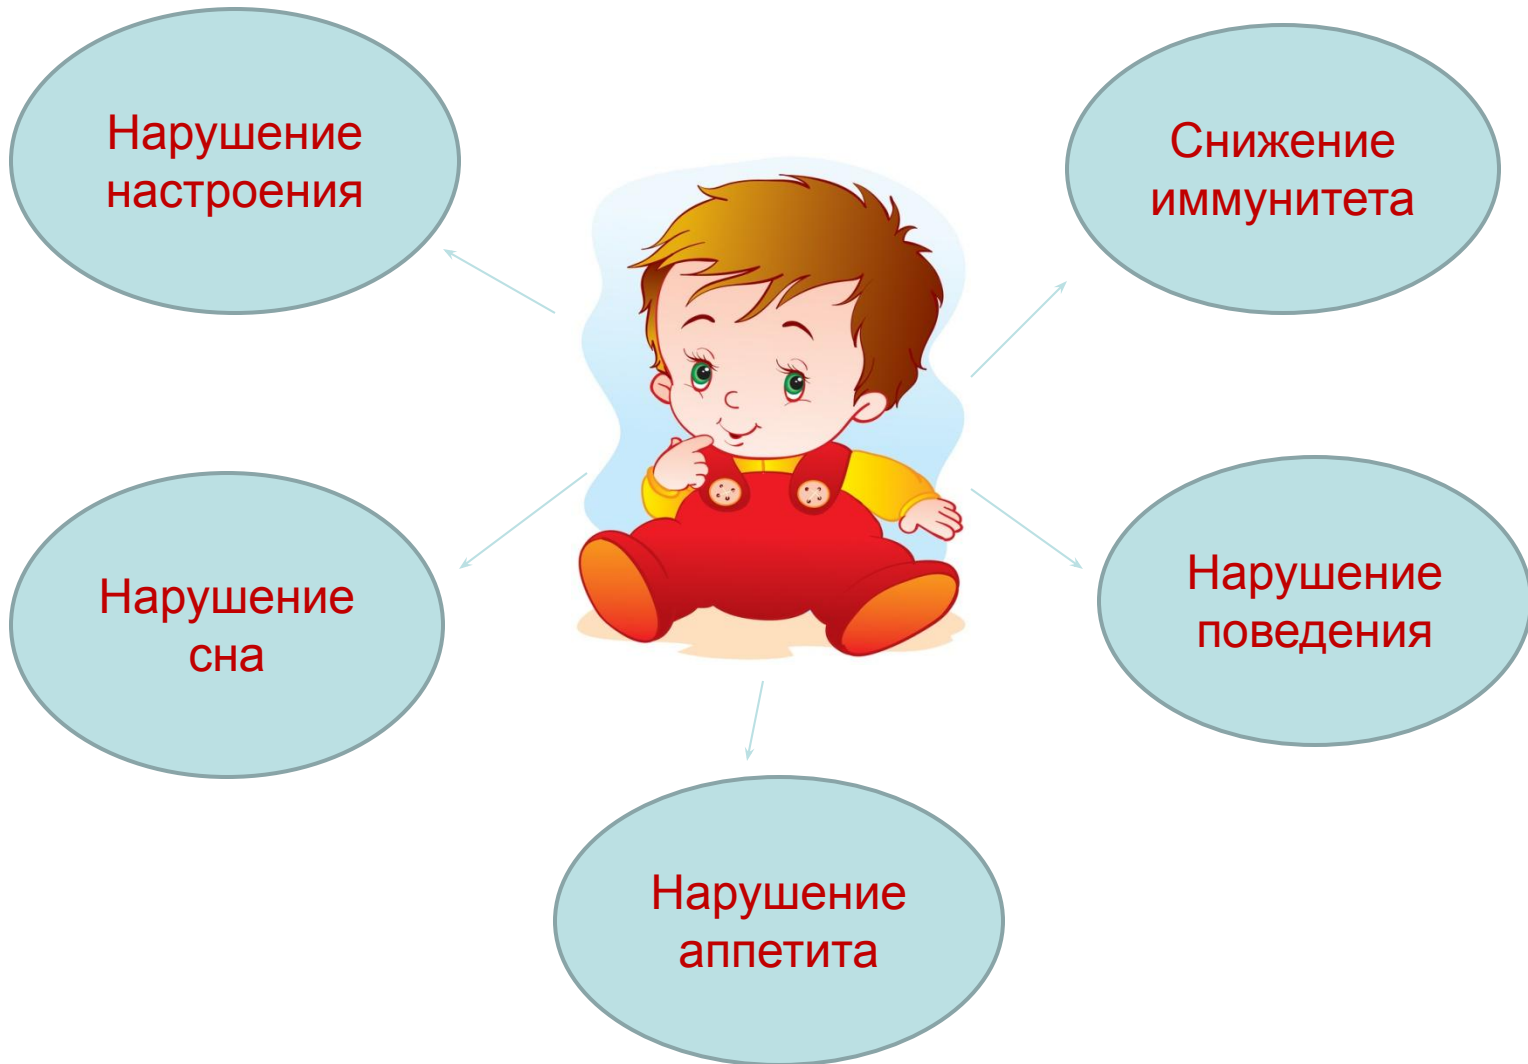 Нарушение
настроения
Снижение
иммунитета
Нарушение
сна
Нарушение
поведения
Нарушение
аппетита